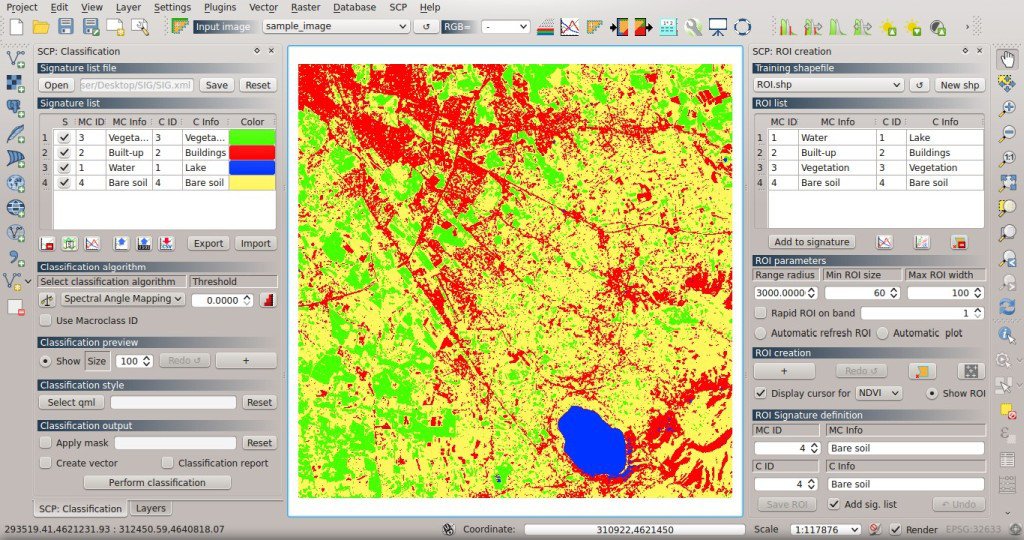 Project Edit View Layer Settings Plugins Vector Raster Database SCP Processing Help
Input image sample_image RGB= -
SCP: Classification
Signature list file
Open ser/Desktop/SIG/SIG.xml Save Reset
Signature list
S MC ID MC Info C ID C Info Color
1 3 Vegeta... 3 Vegeta...
2 2 Built-up 2 Buildings
3 1 Water 1 Lake
4 4 Bare soil 4 Bare soil
Export Import
Classification algorithm
Select classification algorithm Threshold
Spectral Angle Mapping 0.0000
Use Macroclass ID
Classification preview
Show Size 100 Redo ↺ +
Classification style
Select qml Reset
Classification output
Apply mask Reset
Create vector Classification report
Perform classification
SCP: Classification Layers
SCP: ROI creation
Training shapefile
ROI.shp New shp
ROI list
MC ID MC Info C ID C Info
1 1 Water 1 Lake
2 2 Built-up 2 Buildings
3 3 Vegetation 3 Vegetation
4 4 Bare soil 4 Bare soil
Add to signature
ROI parameters
Range radius Min ROI size Max ROI width
3000.0000 60 100
Rapid ROI on band 1
Automatic refresh ROI Automatic plot
ROI creation
+ Redo ↺
Display cursor for NDVI Show ROI
ROI Signature definition
MC ID MC Info
4 Bare soil
C ID C Info
4 Bare soil
Save ROI Add sig. list Undo
293519.41,4621231.93 : 312450.59,4640818.07 Coordinate: 310922,4621450 Scale 1:117876 Render EPSG:32633